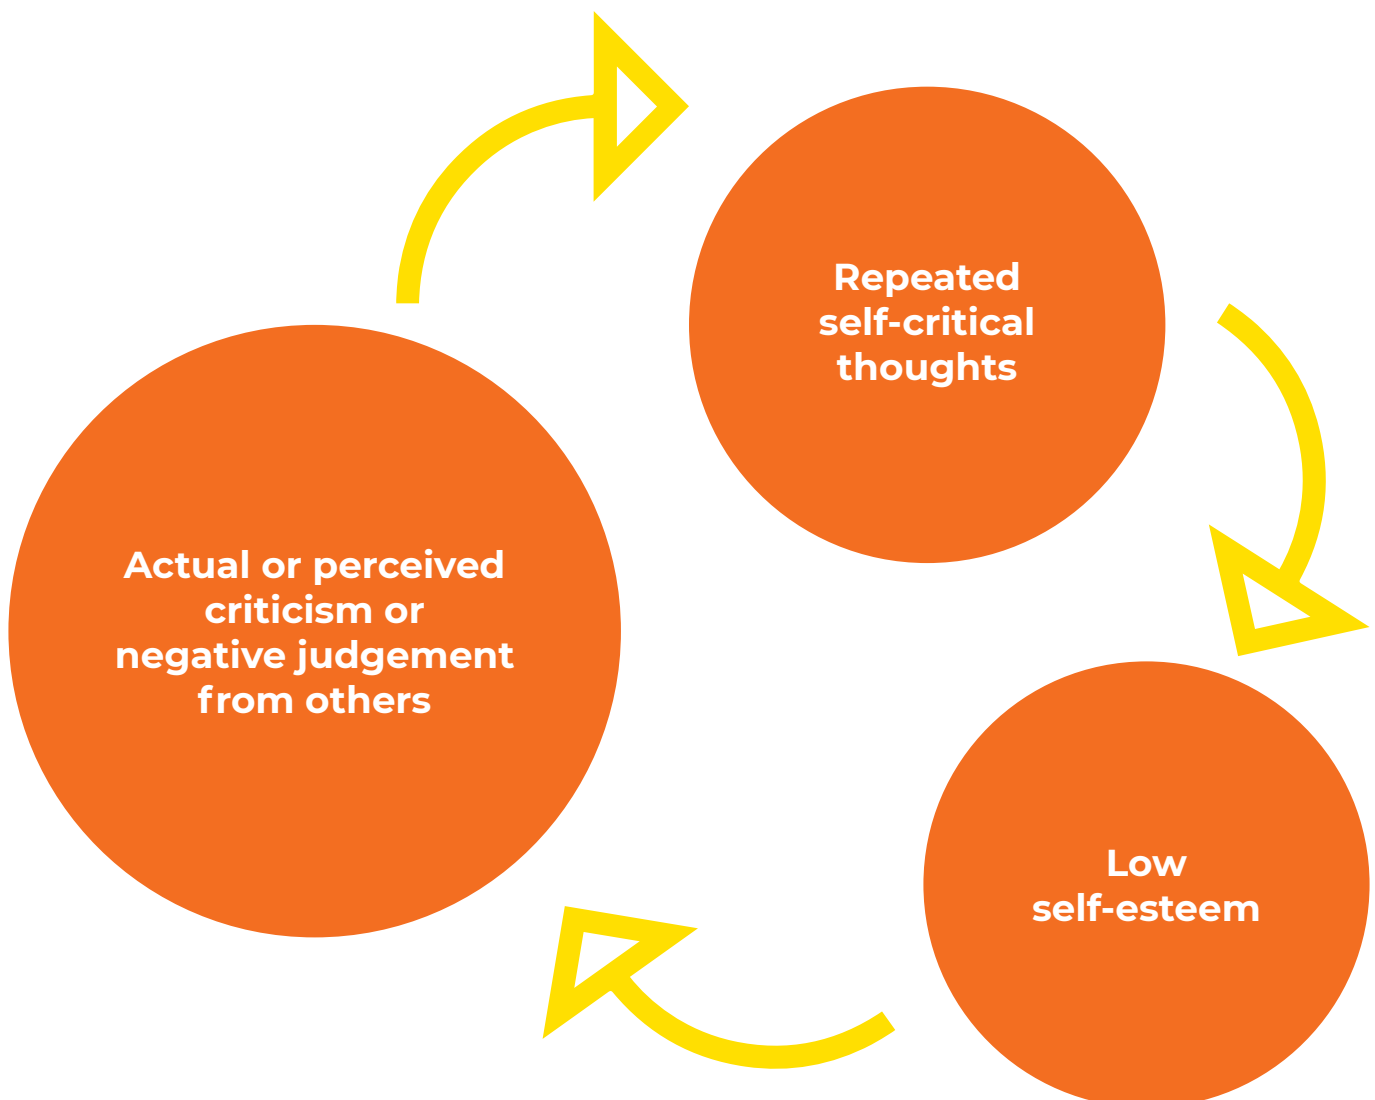 Repeated
self-critical
thoughts
Actual or perceived
criticism or
negative judgement
from others
Low
self-esteem